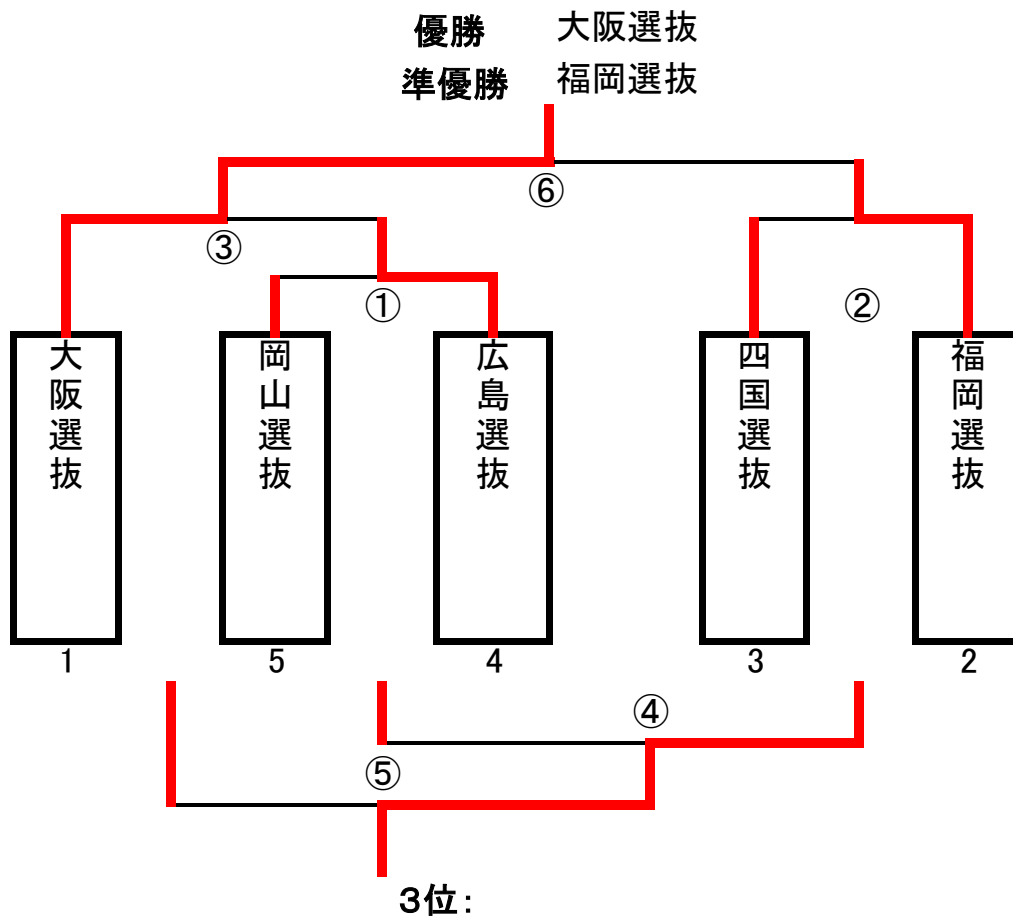 優勝 大阪選抜
準優勝 福岡選抜
⑥
③
① ②
大阪選抜
岡山選抜
広島選抜
四国選抜
福岡選抜
1 5 4 3 2
④
⑤
3位: